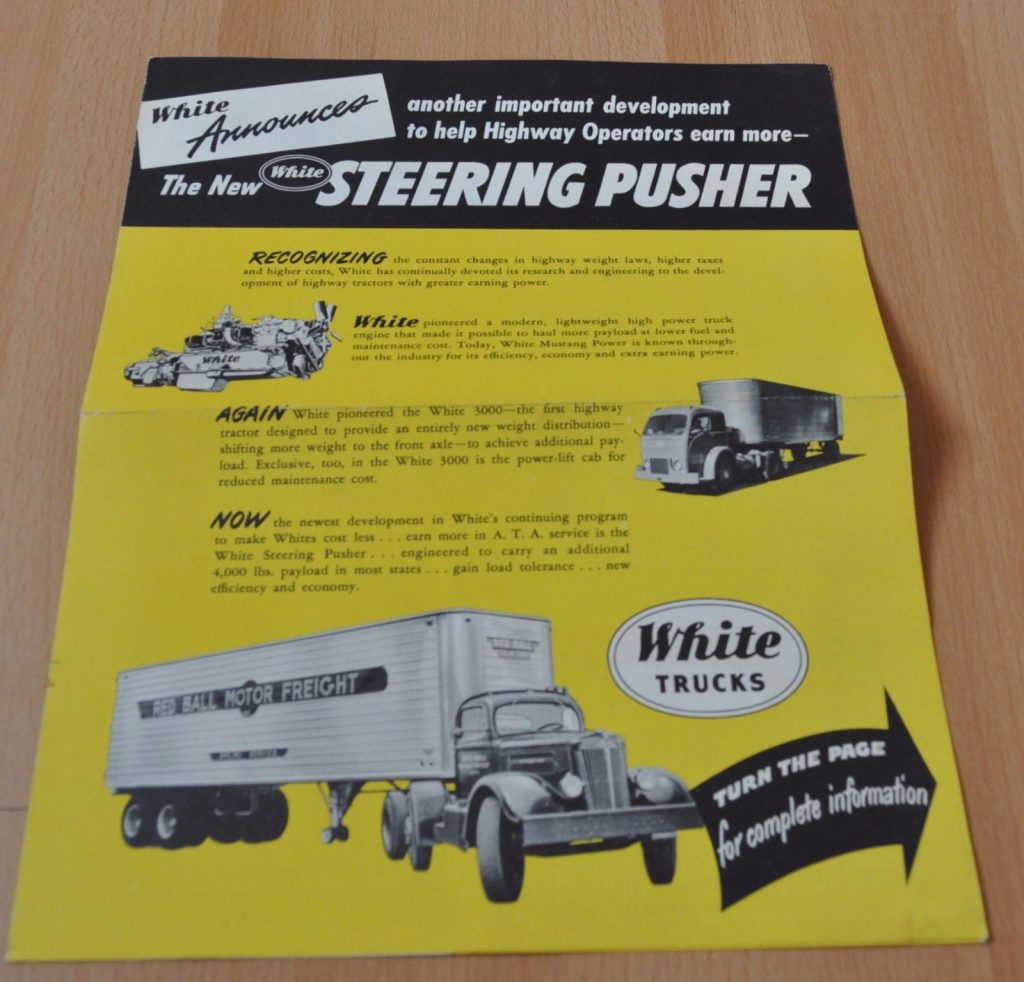 White
Announces
another important development
to help Highway Operators earn more—
The New White STEERING PUSHER
RECOGNIZING the constant changes in highway weight laws, higher taxes
and higher costs, White has continually devoted its research and engineering to the devel-
opment of highway tractors with greater earning power.
White pioneered a modern, lightweight high power truck
engine that made it possible to haul more payload at lower fuel and
maintenance cost. Today, White Mustang Power is known through-
out the industry for its efficiency, economy and extra earning power.
White
AGAIN White pioneered the White 3000—the first highway
tractor designed to provide an entirely new weight distribution—
shifting more weight to the front axle—to achieve additional pay-
load. Exclusive, too, in the White 3000 is the power-lift cab for
reduced maintenance cost.
NOW the newest development in White's continuing program
to make Whites cost less . . . earn more in A. T. A. service is the
White Steering Pusher . . . engineered to carry an additional
4,000 lbs. payload in most states . . . gain load tolerance . . . new
efficiency and economy.
RED BALL
RED BALL MOTOR FREIGHT
White
TRUCKS
TURN THE PAGE
for complete information